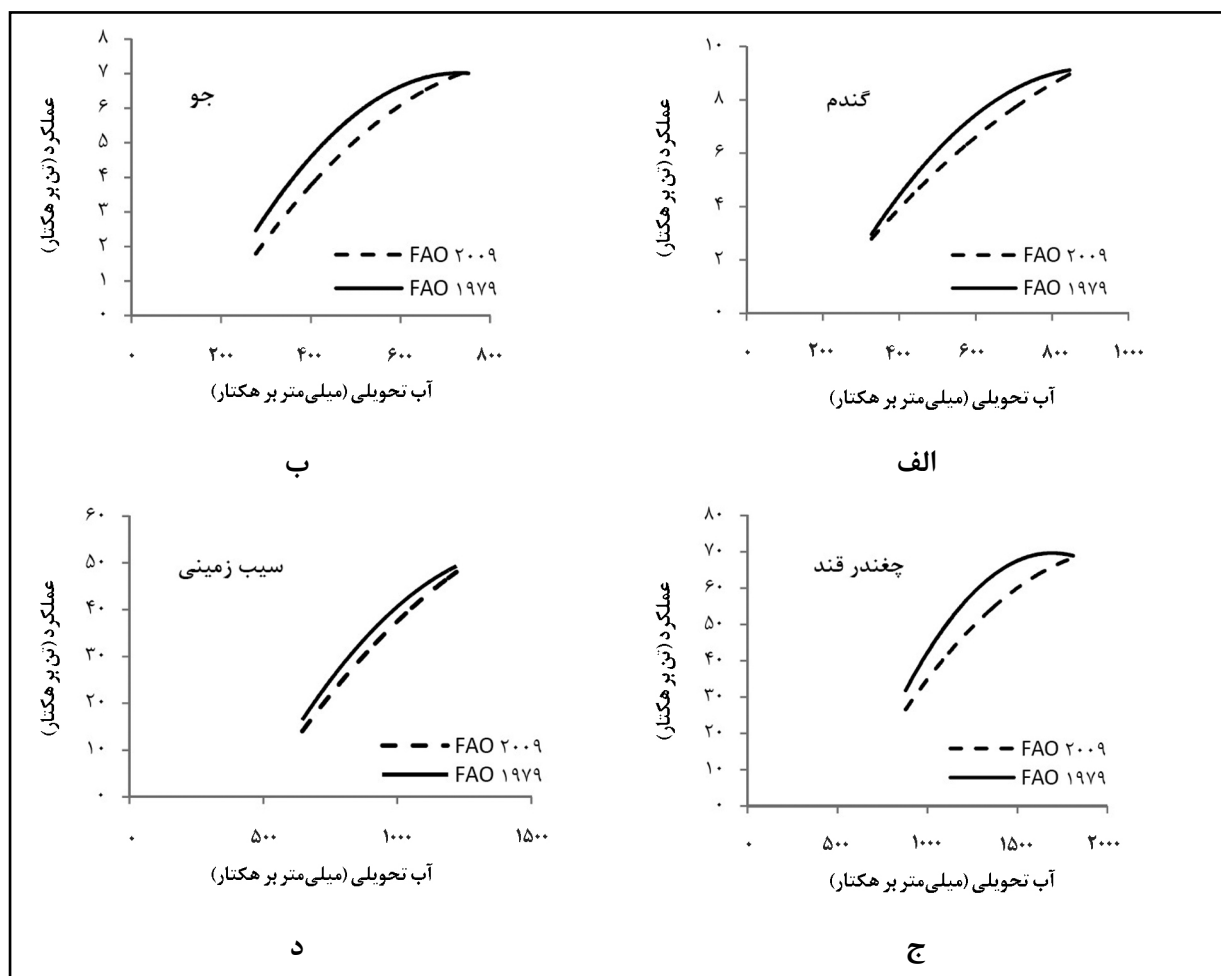 گندم
عملکرد (تن بر هکتار)
۱۰
۸
۶
۴
۲
۰
۰ ۲۰۰ ۴۰۰ ۶۰۰ ۸۰۰ ۱۰۰۰
FAO ۲۰۰۹
FAO ۱۹۷۹
آب تحویلی (میلی‌متر بر هکتار)
الف
جو
عملکرد (تن بر هکتار)
۸
۷
۶
۵
۴
۳
۲
۱
۰
۰ ۲۰۰ ۴۰۰ ۶۰۰ ۸۰۰
FAO ۲۰۰۹
FAO ۱۹۷۹
آب تحویلی (میلی‌متر بر هکتار)
ب
چغندر قند
عملکرد (تن بر هکتار)
۸۰
۷۰
۶۰
۵۰
۴۰
۳۰
۲۰
۱۰
۰
۰ ۵۰۰ ۱۰۰۰ ۱۵۰۰ ۲۰۰۰
FAO ۲۰۰۹
FAO ۱۹۷۹
آب تحویلی (میلی‌متر بر هکتار)
ج
سیب زمینی
عملکرد (تن بر هکتار)
۶۰
۵۰
۴۰
۳۰
۲۰
۱۰
۰
۰ ۵۰۰ ۱۰۰۰ ۱۵۰۰
FAO ۲۰۰۹
FAO ۱۹۷۹
آب تحویلی (میلی‌متر بر هکتار)
د